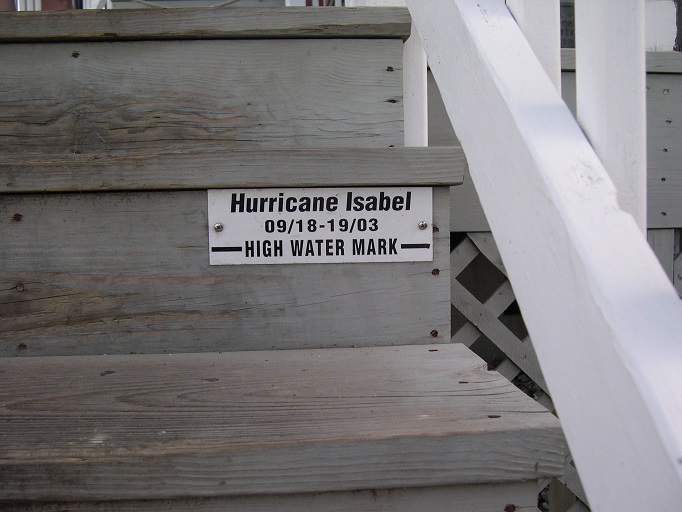 Hurricane Isabel
09/18-19/03
HIGH WATER MARK